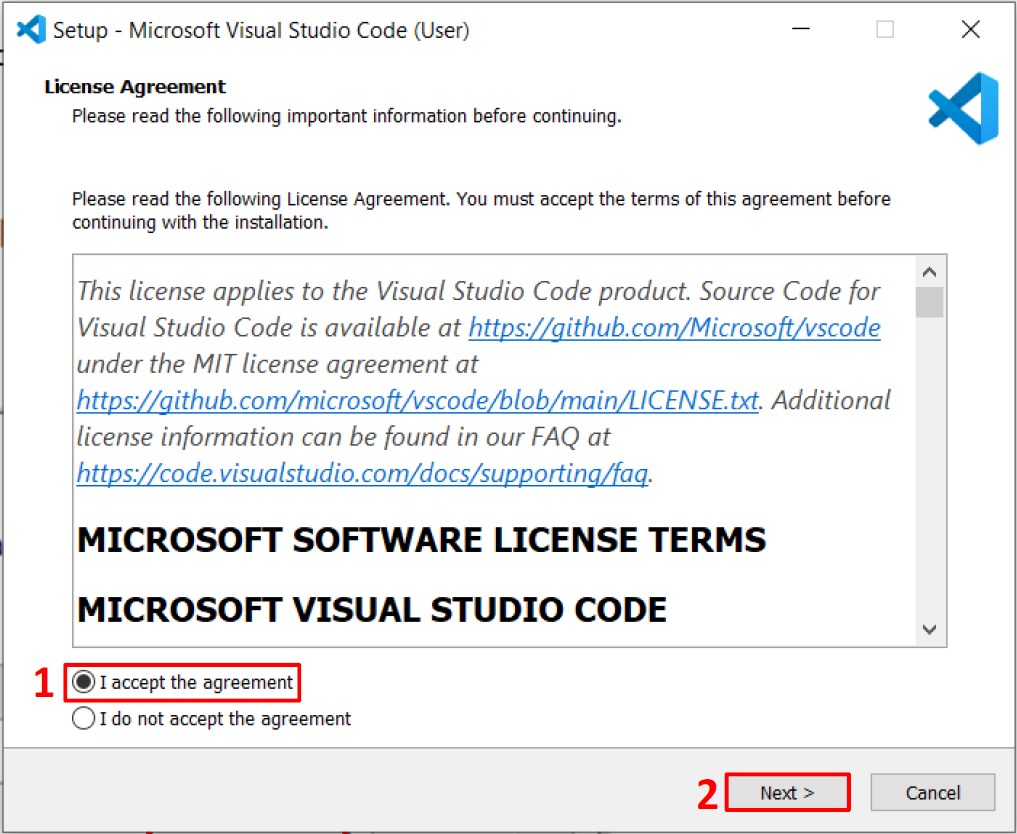 Setup - Microsoft Visual Studio Code (User)
License Agreement
Please read the following important information before continuing.
Please read the following License Agreement. You must accept the terms of this agreement before
continuing with the installation.
This license applies to the Visual Studio Code product. Source Code for
Visual Studio Code is available at https://github.com/Microsoft/vscode
under the MIT license agreement at
https://github.com/microsoft/vscode/blob/main/LICENSE.txt. Additional
license information can be found in our FAQ at
https://code.visualstudio.com/docs/supporting/faq.
MICROSOFT SOFTWARE LICENSE TERMS
MICROSOFT VISUAL STUDIO CODE
1 I accept the agreement
I do not accept the agreement
2 Next > Cancel